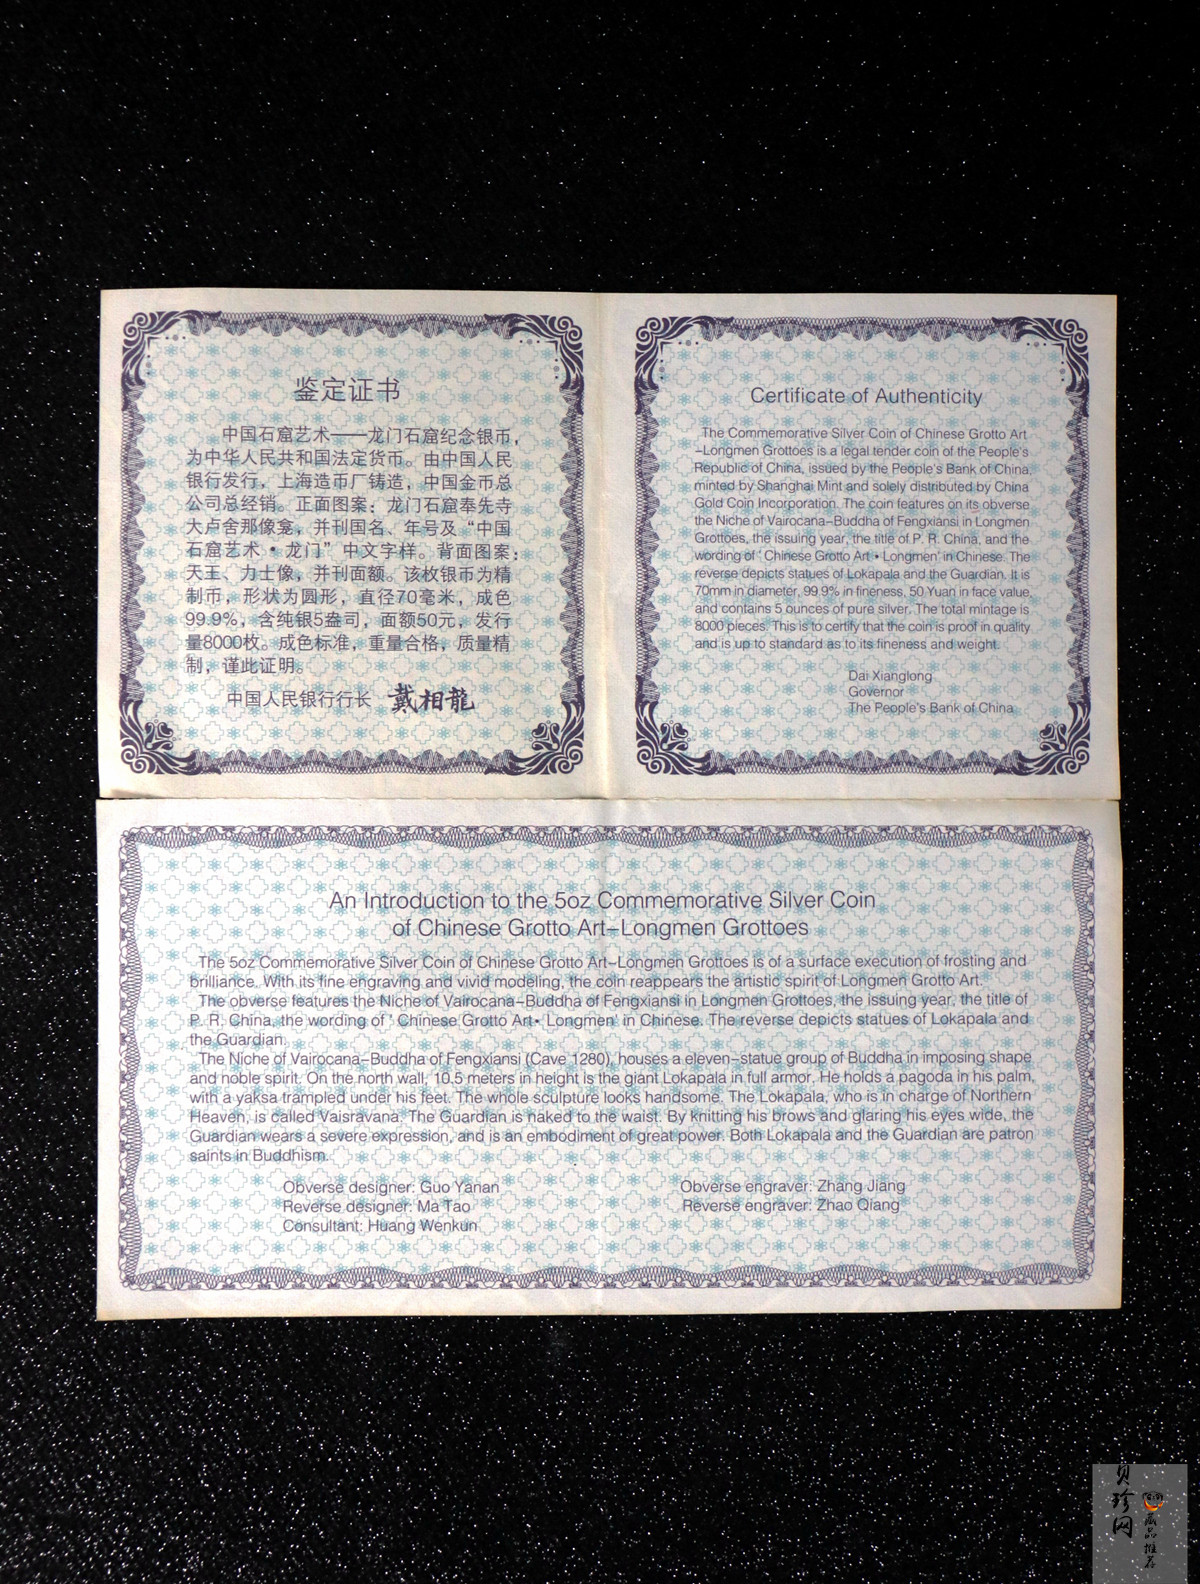 鉴定证书
中国石窟艺术——龙门石窟纪念银币，
为中华人民共和国法定货币。由中国人民
银行发行，上海造币厂铸造，中国金币总
公司总经销。正面图案：龙门石窟奉先寺
大卢舍那像龛，并刊国名、年号及“中国
石窟艺术·龙门”中文字样。背面图案：
天王、力士像，并刊面额。该枚银币为精
制币，形状为圆形，直径70毫米，成色
99.9%，含纯银5盎司，面额50元，发行
量8000枚。成色标准，重量合格，质量精
制，谨此证明。
中国人民银行行长 戴相龍
Certificate of Authenticity
The Commemorative Silver Coin of Chinese Grotto Art
-Longmen Grottoes is a legal tender coin of the People's
Republic of China, issued by the People's Bank of China,
minted by Shanghai Mint and solely distributed by China
Gold Coin Incorporation. The coin features on its obverse
the Niche of Vairocana-Buddha of Fengxiansi in Longmen
Grottoes, the issuing year, the title of P. R. China, and the
wording of ' Chinese Grotto Art • Longmen' in Chinese. The
reverse depicts statues of Lokapala and the Guardian. It is
70mm in diameter, 99.9% in fineness, 50 Yuan in face value,
and contains 5 ounces of pure silver. The total mintage is
8000 pieces. This is to certify that the coin is proof in quality
and is up to standard as to its fineness and weight.
Dai Xianglong
Governor
The People's Bank of China
An Introduction to the 5oz Commemorative Silver Coin
of Chinese Grotto Art-Longmen Grottoes
The 5oz Commemorative Silver Coin of Chinese Grotto Art-Longmen Grottoes is of a surface execution of frosting and
brilliance. With its fine engraving and vivid modeling, the coin reappears the artistic spirit of Longmen Grotto Art.
The obverse features the Niche of Vairocana-Buddha of Fengxiansi in Longmen Grottoes, the issuing year, the title of
P. R. China, the wording of ' Chinese Grotto Art• Longmen' in Chinese. The reverse depicts statues of Lokapala and
the Guardian.
The Niche of Vairocana-Buddha of Fengxiansi (Cave 1280), houses a eleven-statue group of Buddha in imposing shape
and noble spirit. On the north wall, 10.5 meters in height is the giant Lokapala in full armor. He holds a pagoda in his palm,
with a yaksa trampled under his feet. The whole sculpture looks handsome. The Lokapala, who is in charge of Northern
Heaven, is called Vaisravana. The Guardian is naked to the waist. By knitting his brows and glaring his eyes wide, the
Guardian wears a severe expression, and is an embodiment of great power. Both Lokapala and the Guardian are patron
saints in Buddhism.
Obverse designer: Guo Yanan
Reverse designer: Ma Tao
Consultant: Huang Wenkun
Obverse engraver: Zhang Jiang
Reverse engraver: Zhao Qiang
贝珍网
藏品推荐